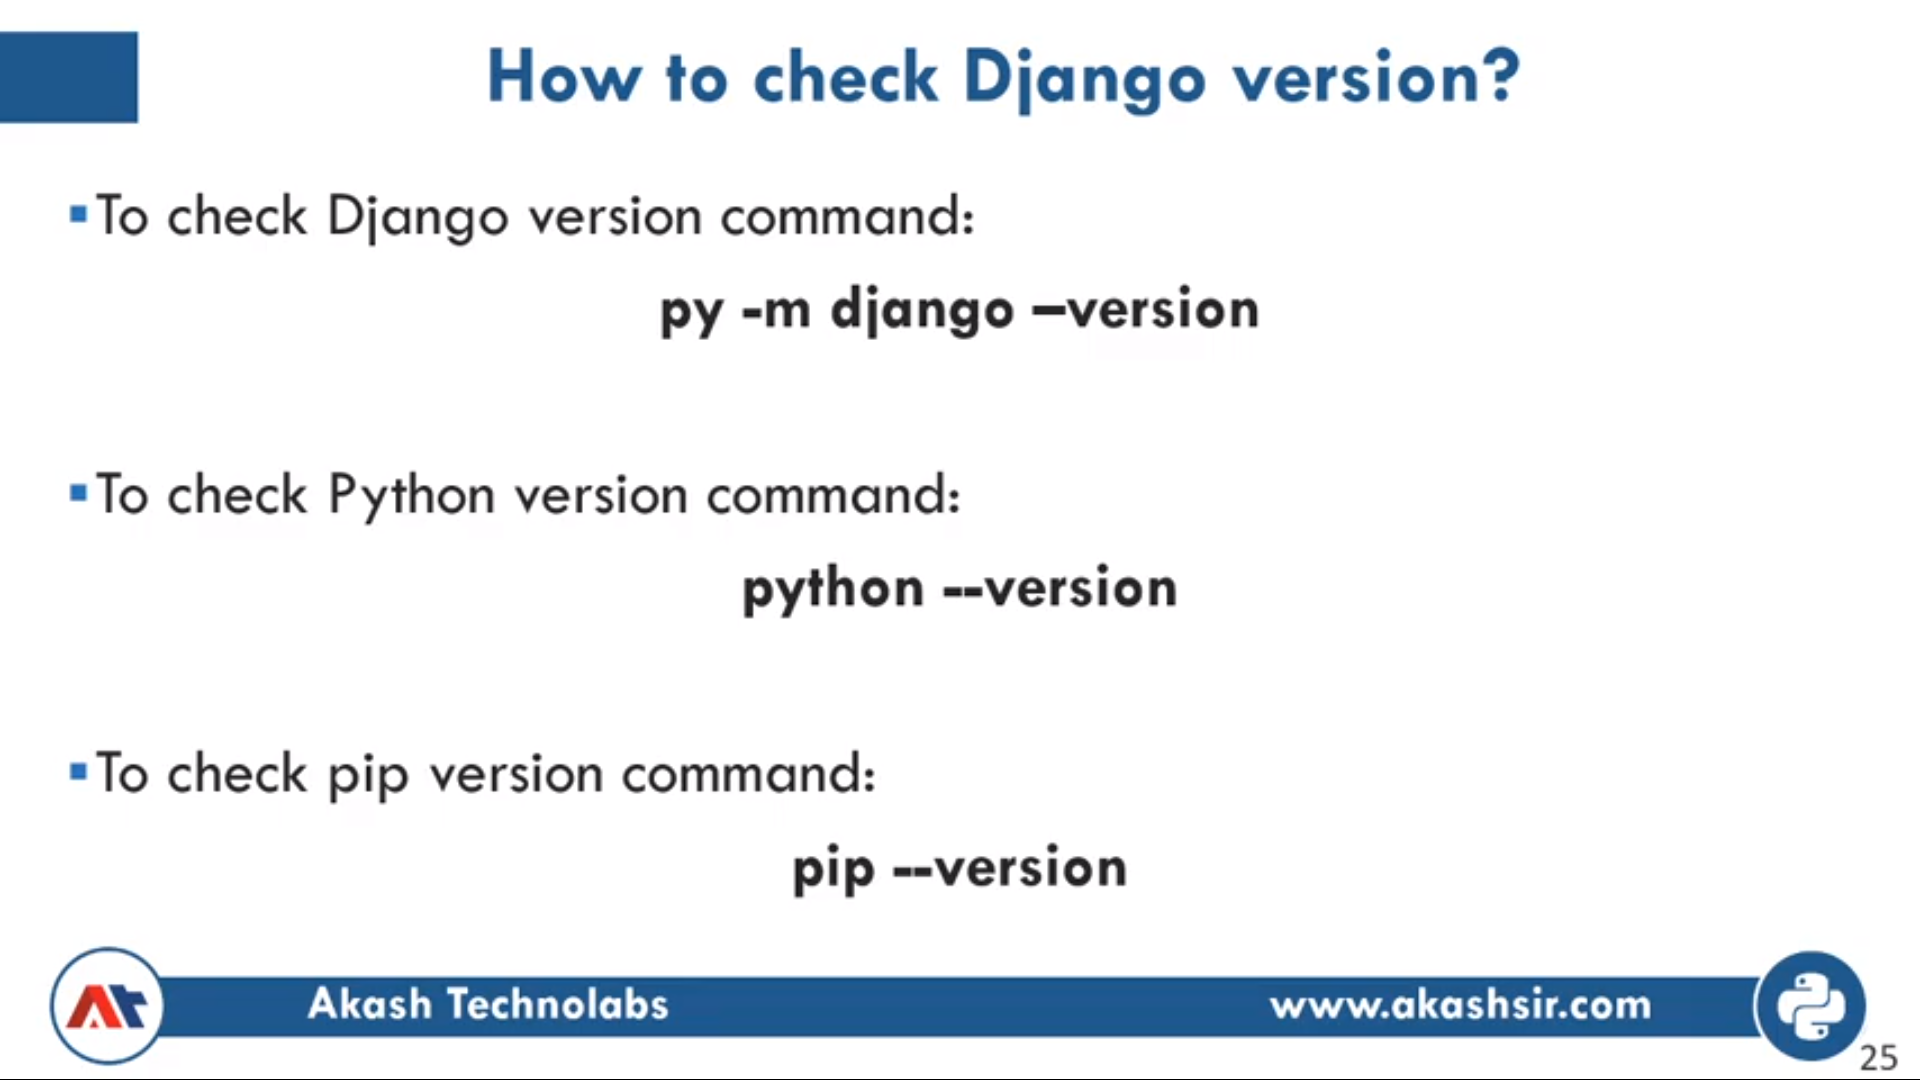 How to check Django version?
▪To check Django version command:
py -m django –version
▪To check Python version command:
python --version
▪To check pip version command:
pip --version
At Akash Technolabs www.akashsir.com
25